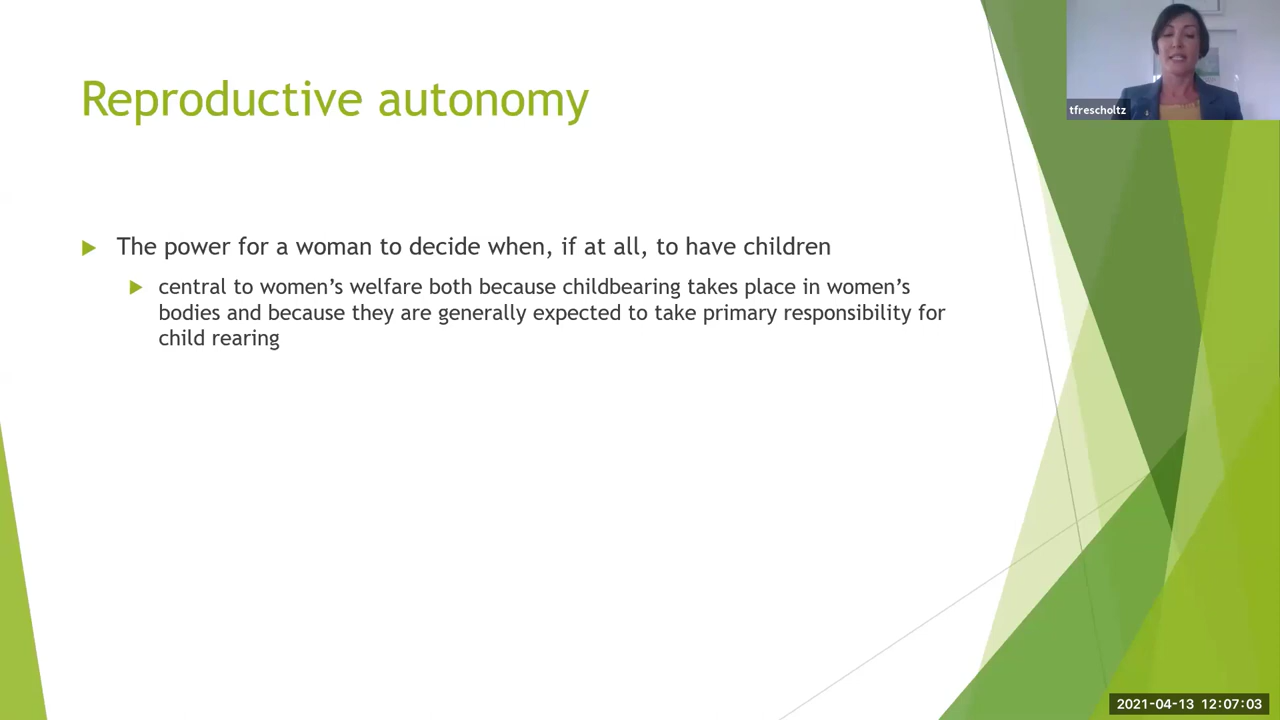 Reproductive autonomy
tfrescholtz
The power for a woman to decide when, if at all, to have children
central to women’s welfare both because childbearing takes place in women’s
bodies and because they are generally expected to take primary responsibility for
child rearing
2021-04-13 12:07:03